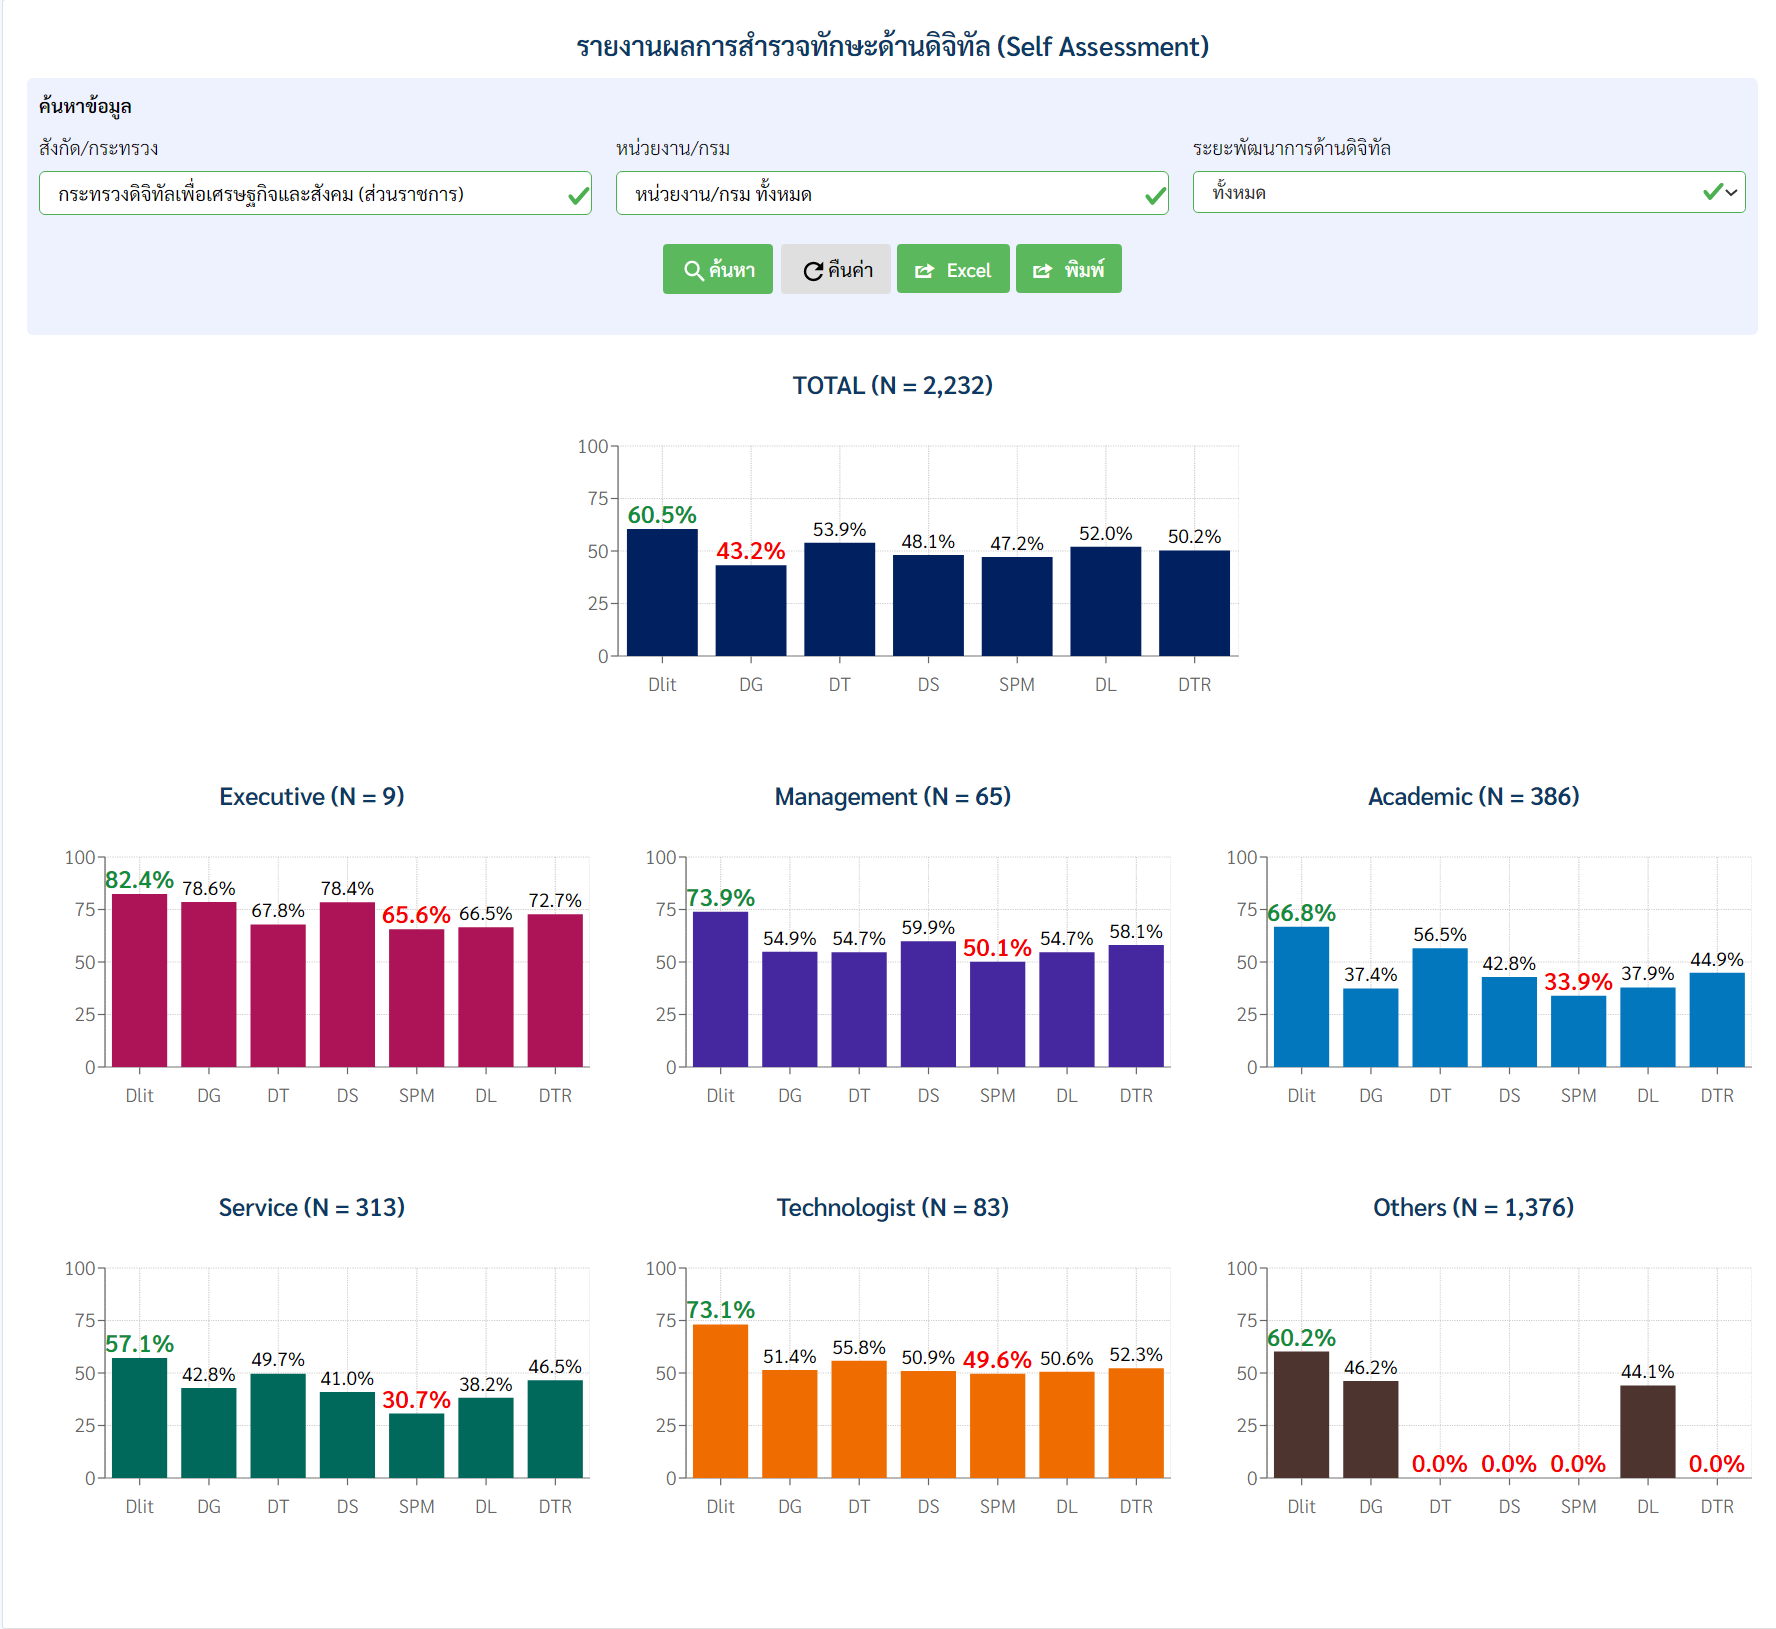 รายงานผลการสำรวจทักษะด้านดิจิทัล (Self Assessment)
ค้นหาข้อมูล
สังกัด/กระทรวง หน่วยงาน/กรม ระยะพัฒนาการด้านดิจิทัล
กระทรวงดิจิทัลเพื่อเศรษฐกิจและสังคม (ส่วนราชการ) หน่วยงาน/กรม ทั้งหมด ทั้งหมด
ค้นหา คืนค่า Excel พิมพ์
TOTAL (N = 2,232)
100
75
50
25
0
60.5% 43.2% 53.9% 48.1% 47.2% 52.0% 50.2%
Dlit DG DT DS SPM DL DTR
Executive (N = 9)
100
75
50
25
0
82.4% 78.6% 67.8% 78.4% 65.6% 66.5% 72.7%
Dlit DG DT DS SPM DL DTR
Management (N = 65)
100
75
50
25
0
73.9% 54.9% 54.7% 59.9% 50.1% 54.7% 58.1%
Dlit DG DT DS SPM DL DTR
Academic (N = 386)
100
75
50
25
0
66.8% 37.4% 56.5% 42.8% 33.9% 37.9% 44.9%
Dlit DG DT DS SPM DL DTR
Service (N = 313)
100
75
50
25
0
57.1% 42.8% 49.7% 41.0% 30.7% 38.2% 46.5%
Dlit DG DT DS SPM DL DTR
Technologist (N = 83)
100
75
50
25
0
73.1% 51.4% 55.8% 50.9% 49.6% 50.6% 52.3%
Dlit DG DT DS SPM DL DTR
Others (N = 1,376)
100
75
50
25
0
60.2% 46.2% 0.0% 0.0% 0.0% 44.1% 0.0%
Dlit DG DT DS SPM DL DTR